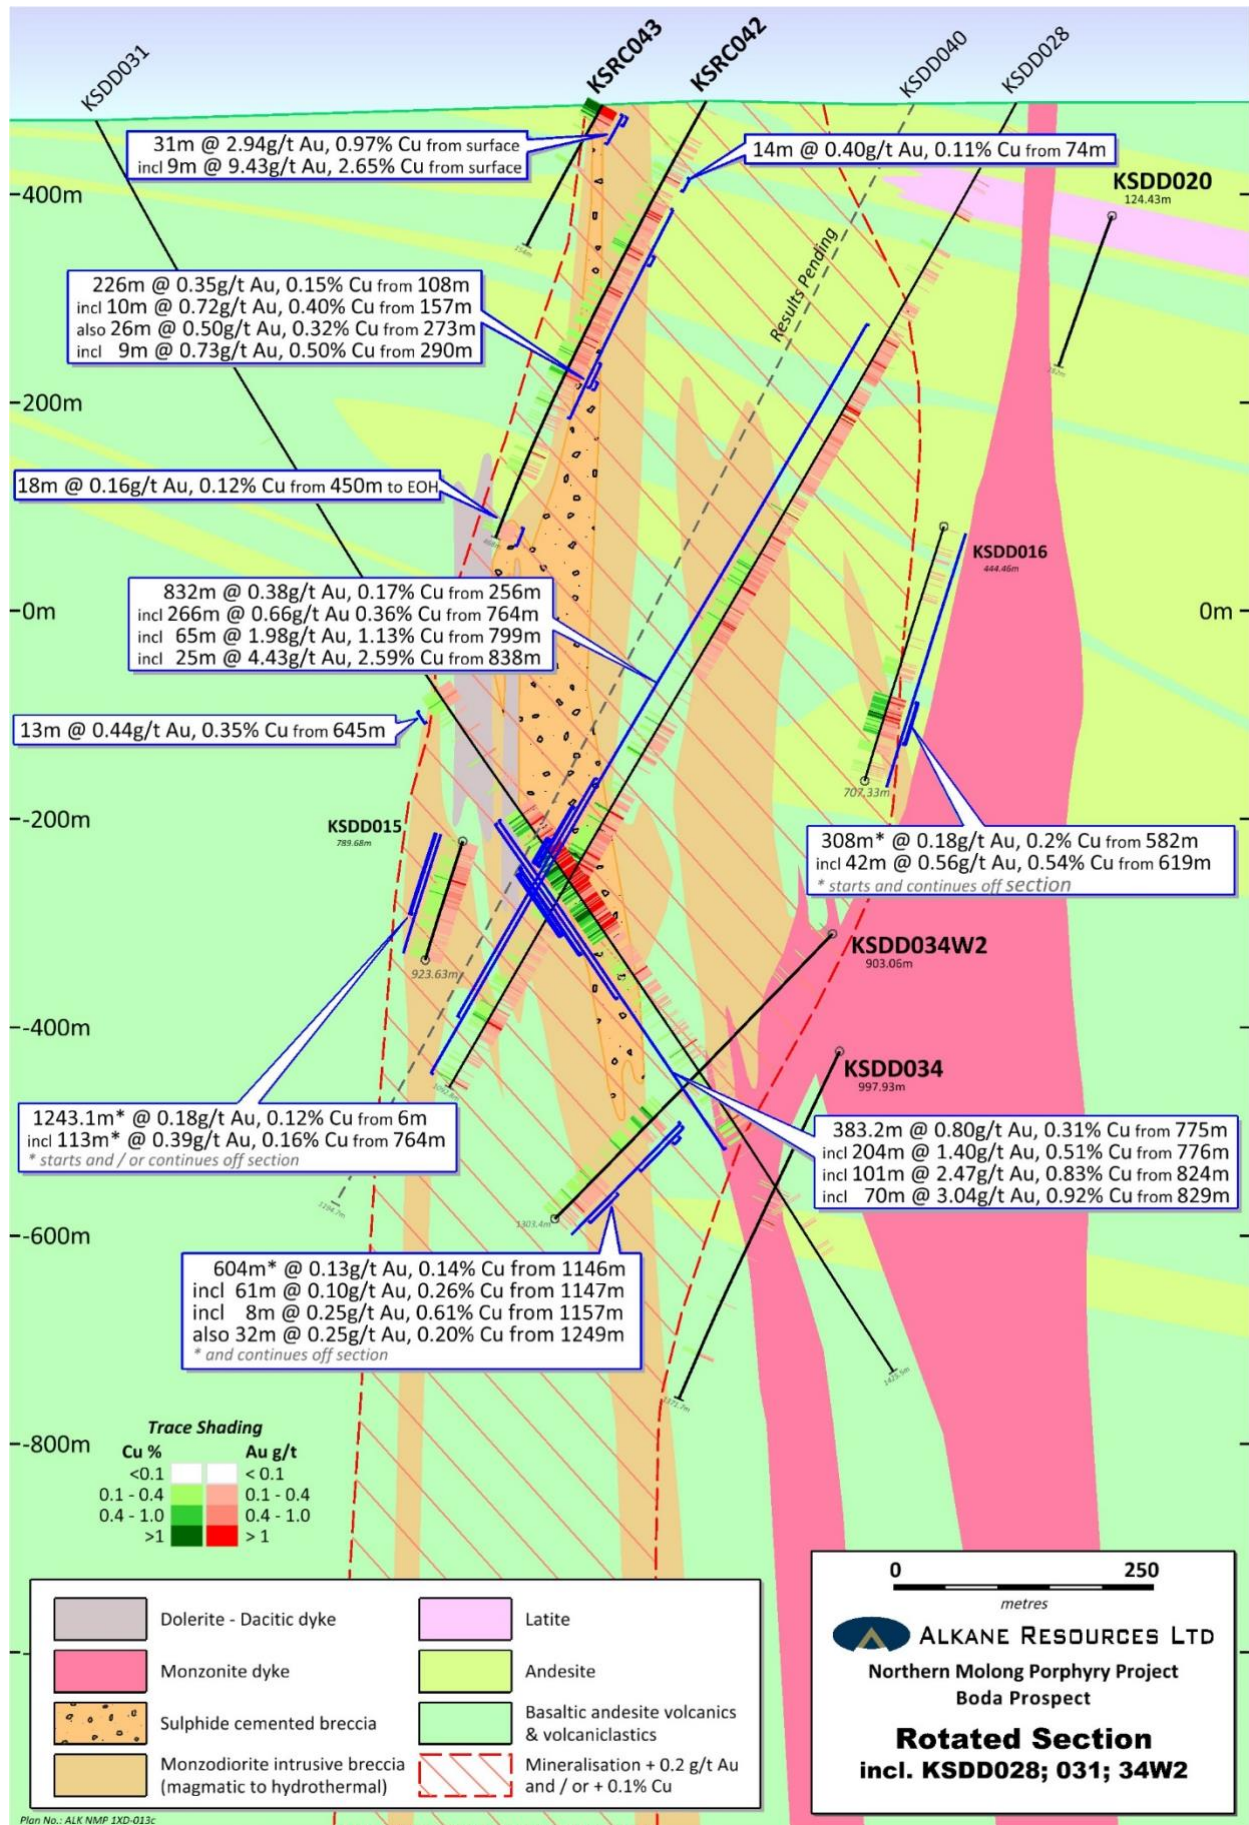 KSDD031
KSRC043
KSRC042
KSDD040
KSDD028
31m @ 2.94g/t Au, 0.97% Cu from surface
incl 9m @ 9.43g/t Au, 2.65% Cu from surface
14m @ 0.40g/t Au, 0.11% Cu from 74m
400m
KSDD020
124.43m
Results Pending
226m @ 0.35g/t Au, 0.15% Cu from 108m
incl 10m @ 0.72g/t Au, 0.40% Cu from 157m
also 26m @ 0.50g/t Au, 0.32% Cu from 273m
incl 9m @ 0.73g/t Au, 0.50% Cu from 290m
200m
18m @ 0.16g/t Au, 0.12% Cu from 450m to EOH
KSDD016
444.46m
832m @ 0.38g/t Au, 0.17% Cu from 256m
incl 266m @ 0.66g/t Au 0.36% Cu from 764m
incl 65m @ 1.98g/t Au, 1.13% Cu from 799m
incl 25m @ 4.43g/t Au, 2.59% Cu from 838m
0m
0m
13m @ 0.44g/t Au, 0.35% Cu from 645m
707.33m
-200m
KSDD015
789.68m
308m* @ 0.18g/t Au, 0.2% Cu from 582m
incl 42m @ 0.56g/t Au, 0.54% Cu from 619m
* starts and continues off section
923.63m
KSDD034W2
903.06m
-400m
KSDD034
997.93m
1243.1m* @ 0.18g/t Au, 0.12% Cu from 6m
incl 113m* @ 0.39g/t Au, 0.16% Cu from 764m
* starts and / or continues off section
383.2m @ 0.80g/t Au, 0.31% Cu from 775m
incl 204m @ 1.40g/t Au, 0.51% Cu from 776m
incl 101m @ 2.47g/t Au, 0.83% Cu from 824m
incl 70m @ 3.04g/t Au, 0.92% Cu from 829m
1303.4m
-600m
604m* @ 0.13g/t Au, 0.14% Cu from 1146m
incl 61m @ 0.10g/t Au, 0.26% Cu from 1147m
incl 8m @ 0.25g/t Au, 0.61% Cu from 1157m
also 32m @ 0.25g/t Au, 0.20% Cu from 1249m
* and continues off section
-800m
Trace Shading
Cu % Au g/t
<0.1 < 0.1
0.1 - 0.4 0.1 - 0.4
0.4 - 1.0 0.4 - 1.0
>1 > 1
Dolerite - Dacitic dyke
Monzonite dyke
Sulphide cemented breccia
Monzodiorite intrusive breccia
(magmatic to hydrothermal)
Latite
Andesite
Basaltic andesite volcanics
& volcaniclastics
Mineralisation + 0.2 g/t Au
and / or + 0.1% Cu
0 250
metres
ALKANE RESOURCES LTD
Northern Molong Porphyry Project
Boda Prospect
Rotated Section
incl. KSDD028; 031; 34W2
Plan No.: ALK NMP 1XD-013c